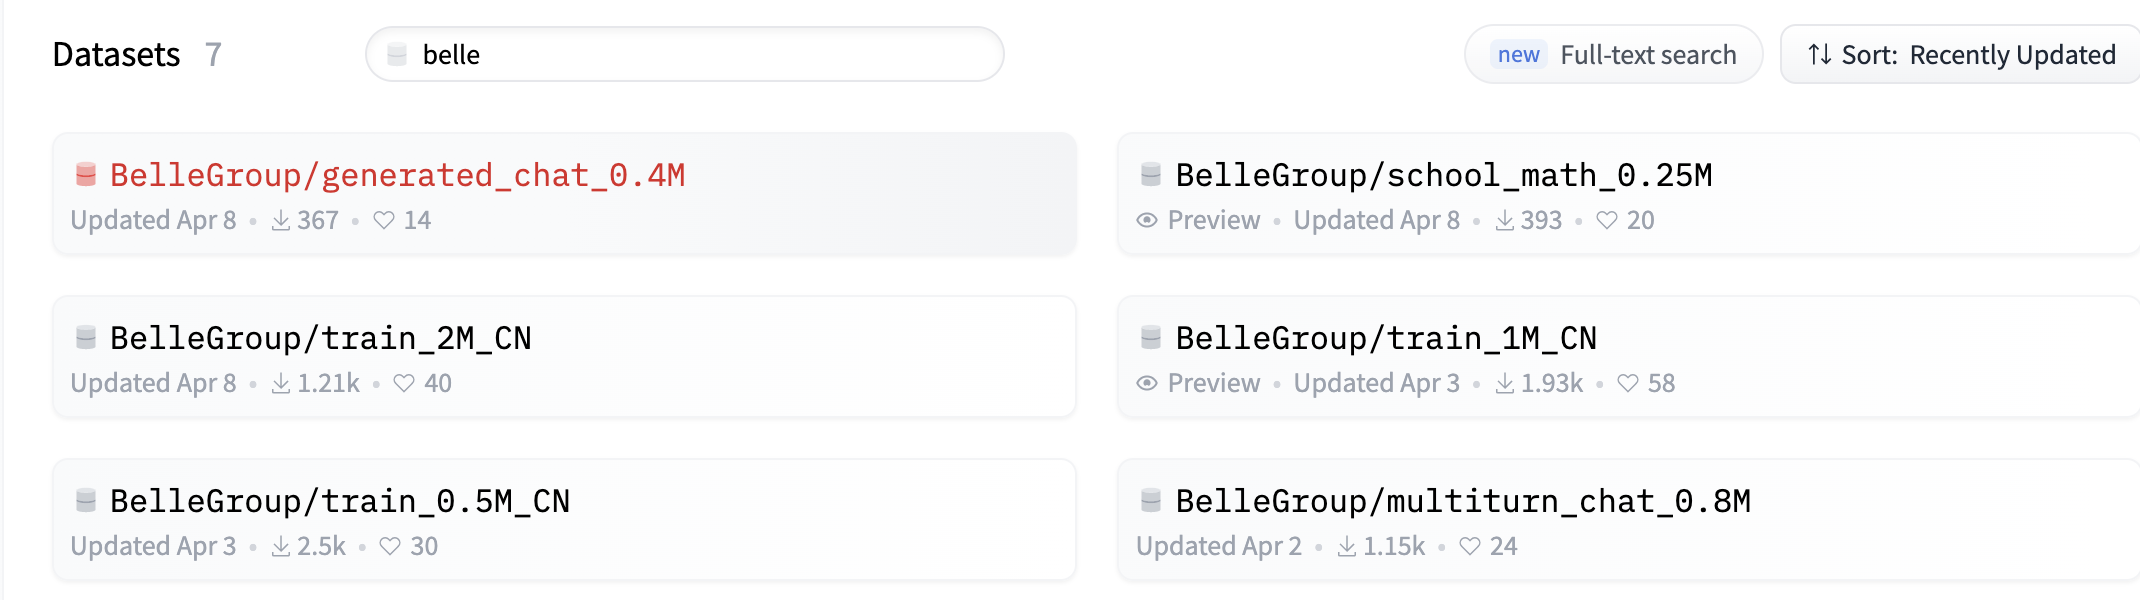 Datasets 7 belle new Full-text search Sort: Recently Updated
BelleGroup/generated_chat_0.4M
Updated Apr 8 • 367 • 14
BelleGroup/school_math_0.25M
Preview • Updated Apr 8 • 393 • 20
BelleGroup/train_2M_CN
Updated Apr 8 • 1.21k • 40
BelleGroup/train_1M_CN
Preview • Updated Apr 3 • 1.93k • 58
BelleGroup/train_0.5M_CN
Updated Apr 3 • 2.5k • 30
BelleGroup/multiturn_chat_0.8M
Updated Apr 2 • 1.15k • 24